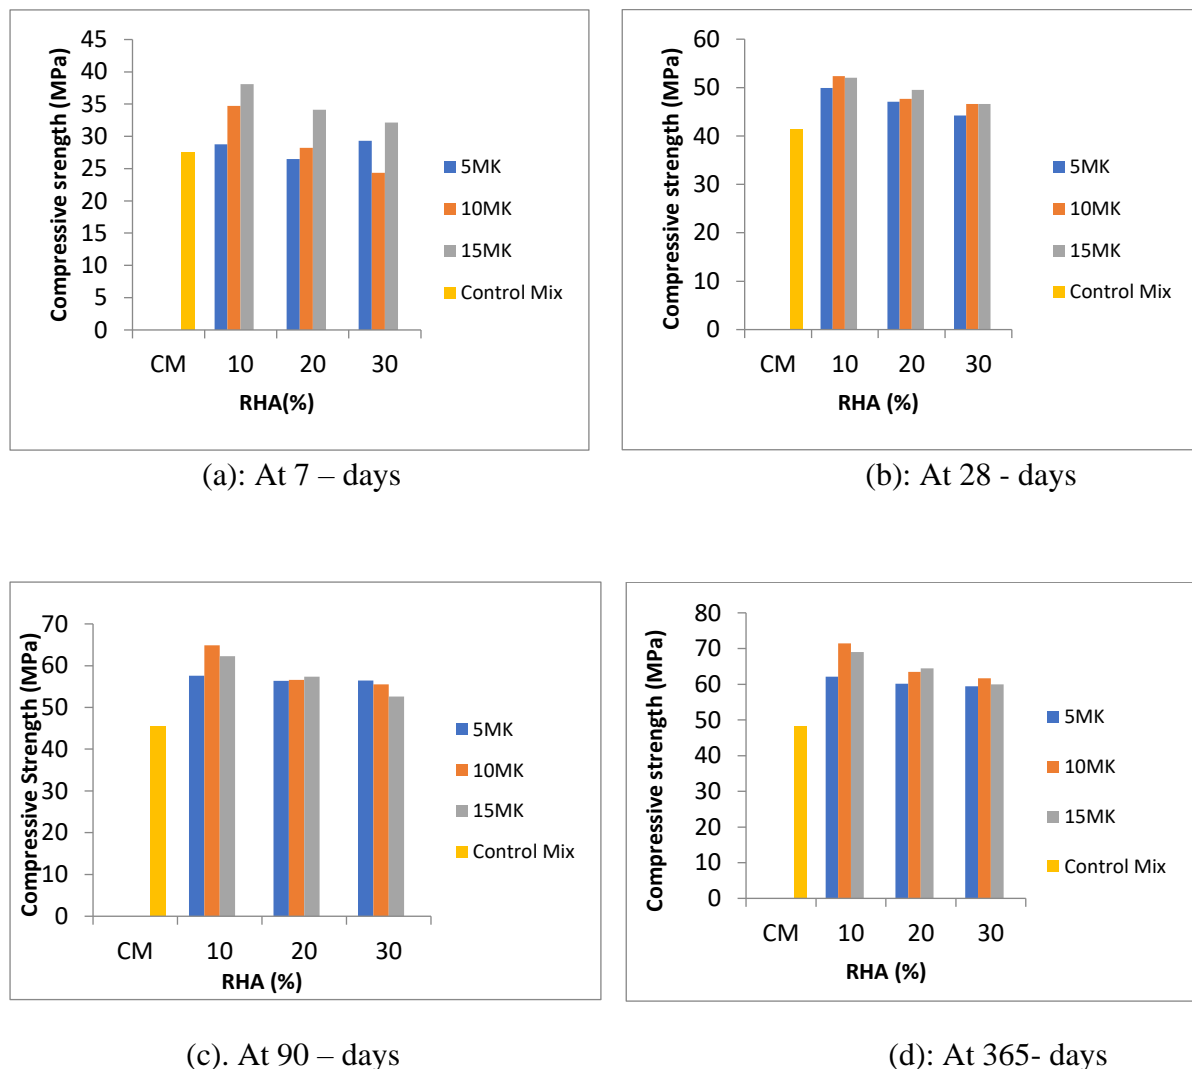 Compressive srength (MPa)
45
40
35
30
25
20
15
10
5
0
CM 10 20 30
RHA(%)
5MK
10MK
15MK
Control Mix
(a): At 7 – days
Compressive strength (MPa)
60
50
40
30
20
10
0
CM 10 20 30
RHA (%)
5MK
10MK
15MK
Control Mix
(b): At 28 - days
Compressive Strength (MPa)
70
60
50
40
30
20
10
0
CM 10 20 30
RHA (%)
5MK
10MK
15MK
Control Mix
(c). At 90 – days
Compressive strength (MPa)
80
70
60
50
40
30
20
10
0
CM 10 20 30
RHA (%)
5MK
10MK
15MK
Control Mix
(d): At 365- days